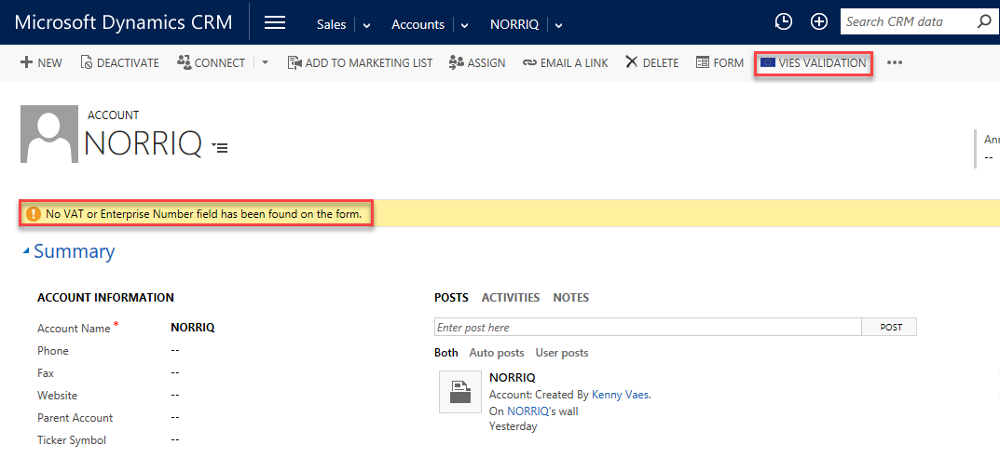 Microsoft Dynamics CRM Sales Accounts NORRIQ Search CRM data
NEW DEACTIVATE CONNECT ADD TO MARKETING LIST ASSIGN EMAIL A LINK DELETE FORM VIES VALIDATION •••
ACCOUNT
NORRIQ
Ann
--
No VAT or Enterprise Number field has been found on the form.
Summary
ACCOUNT INFORMATION
Account Name*
NORRIQ
Phone
--
Fax
--
Website
--
Parent Account
--
Ticker Symbol
--
POSTS ACTIVITIES NOTES
Enter post here
POST
Both Auto posts User posts
NORRIQ
Account: Created By Kenny Vaes.
On NORRIQ's wall
Yesterday